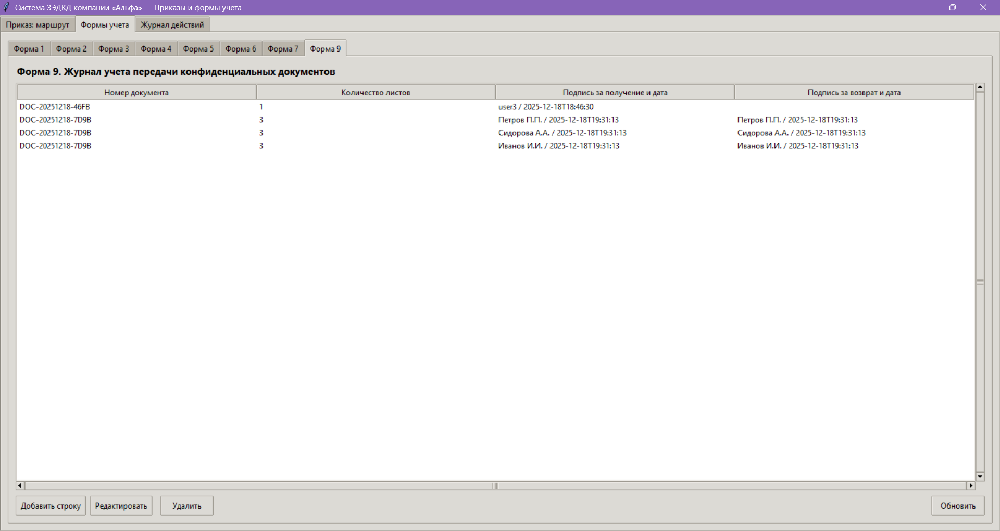 Система ЗЭДКД компании «Альфа» — Приказы и формы учета
Приказ: маршрут Формы учета Журнал действий
Форма 1 Форма 2 Форма 3 Форма 4 Форма 5 Форма 6 Форма 7 Форма 9
Форма 9. Журнал учета передачи конфиденциальных документов
Номер документа Количество листов Подпись за получение и дата Подпись за возврат и дата
DOC-20251218-46FB 1 user3 / 2025-12-18T18:46:30
DOC-20251218-7D9B 3 Петров П.П. / 2025-12-18T19:31:13 Петров П.П. / 2025-12-18T19:31:13
DOC-20251218-7D9B 3 Сидорова А.А. / 2025-12-18T19:31:13 Сидорова А.А. / 2025-12-18T19:31:13
DOC-20251218-7D9B 3 Иванов И.И. / 2025-12-18T19:31:13 Иванов И.И. / 2025-12-18T19:31:13
Добавить строку Редактировать Удалить Обновить